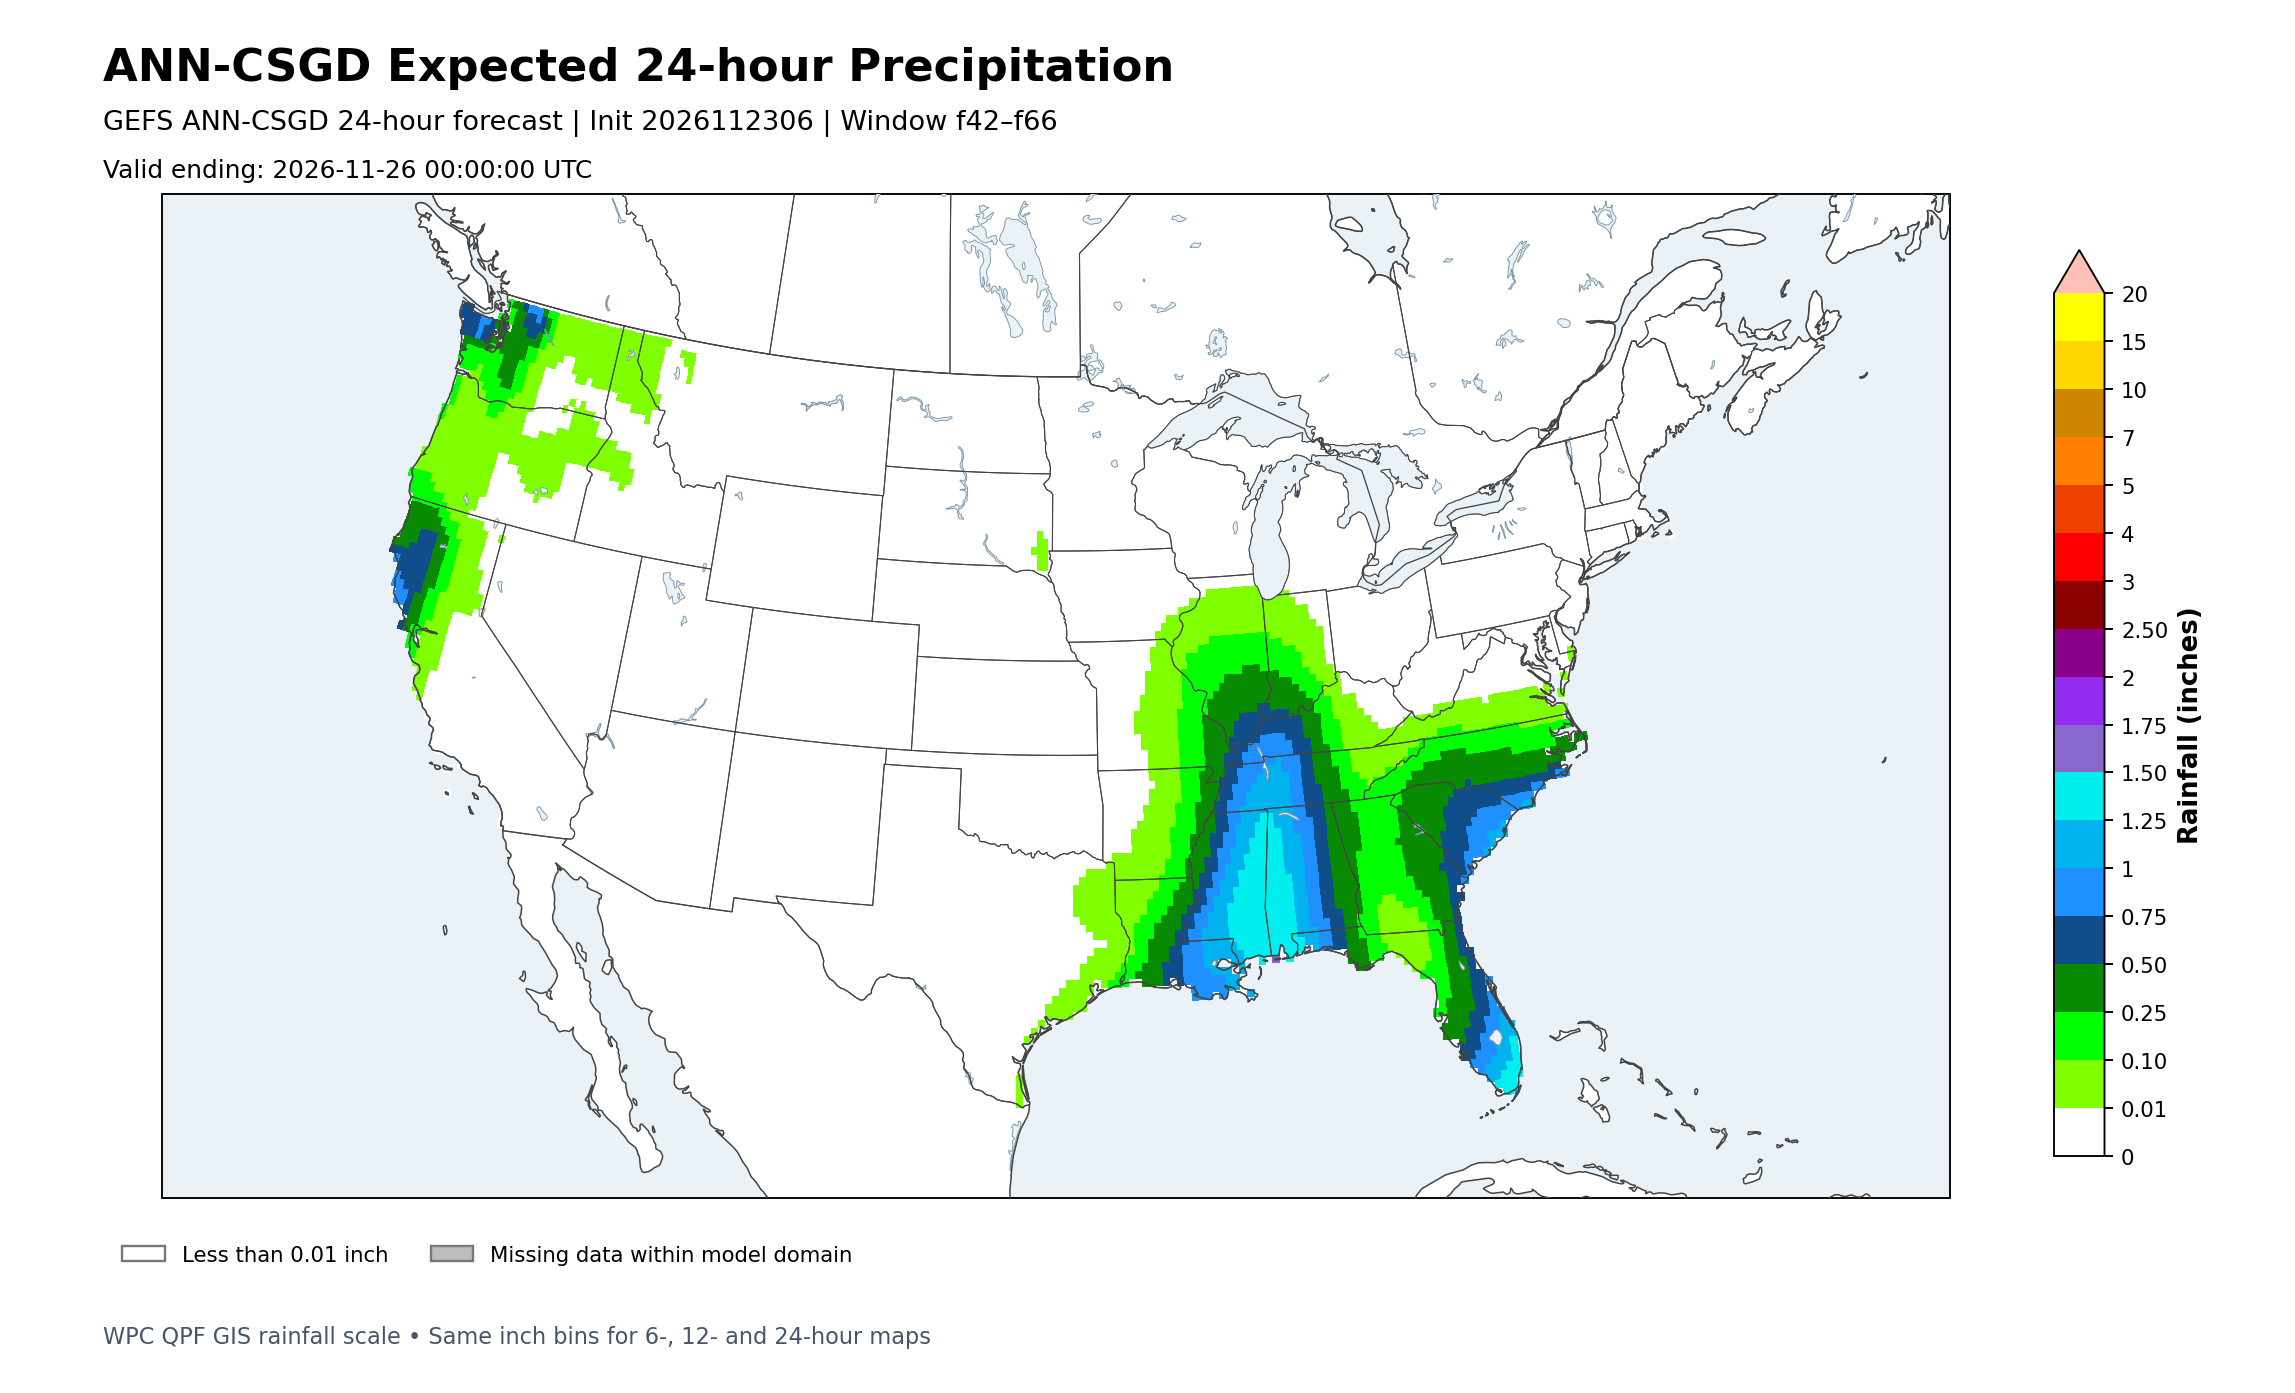 ANN-CSGD Expected 24-hour Precipitation
GEFS ANN-CSGD 24-hour forecast | Init 2026112306 | Window f42–f66
Valid ending: 2026-11-26 00:00:00 UTC
20
15
10
7
5
4
3
2.50
2
1.75
1.50
1.25
1
0.75
0.50
0.25
0.10
0.01
0
Rainfall (inches)
Less than 0.01 inch
Missing data within model domain
WPC QPF GIS rainfall scale • Same inch bins for 6-, 12- and 24-hour maps